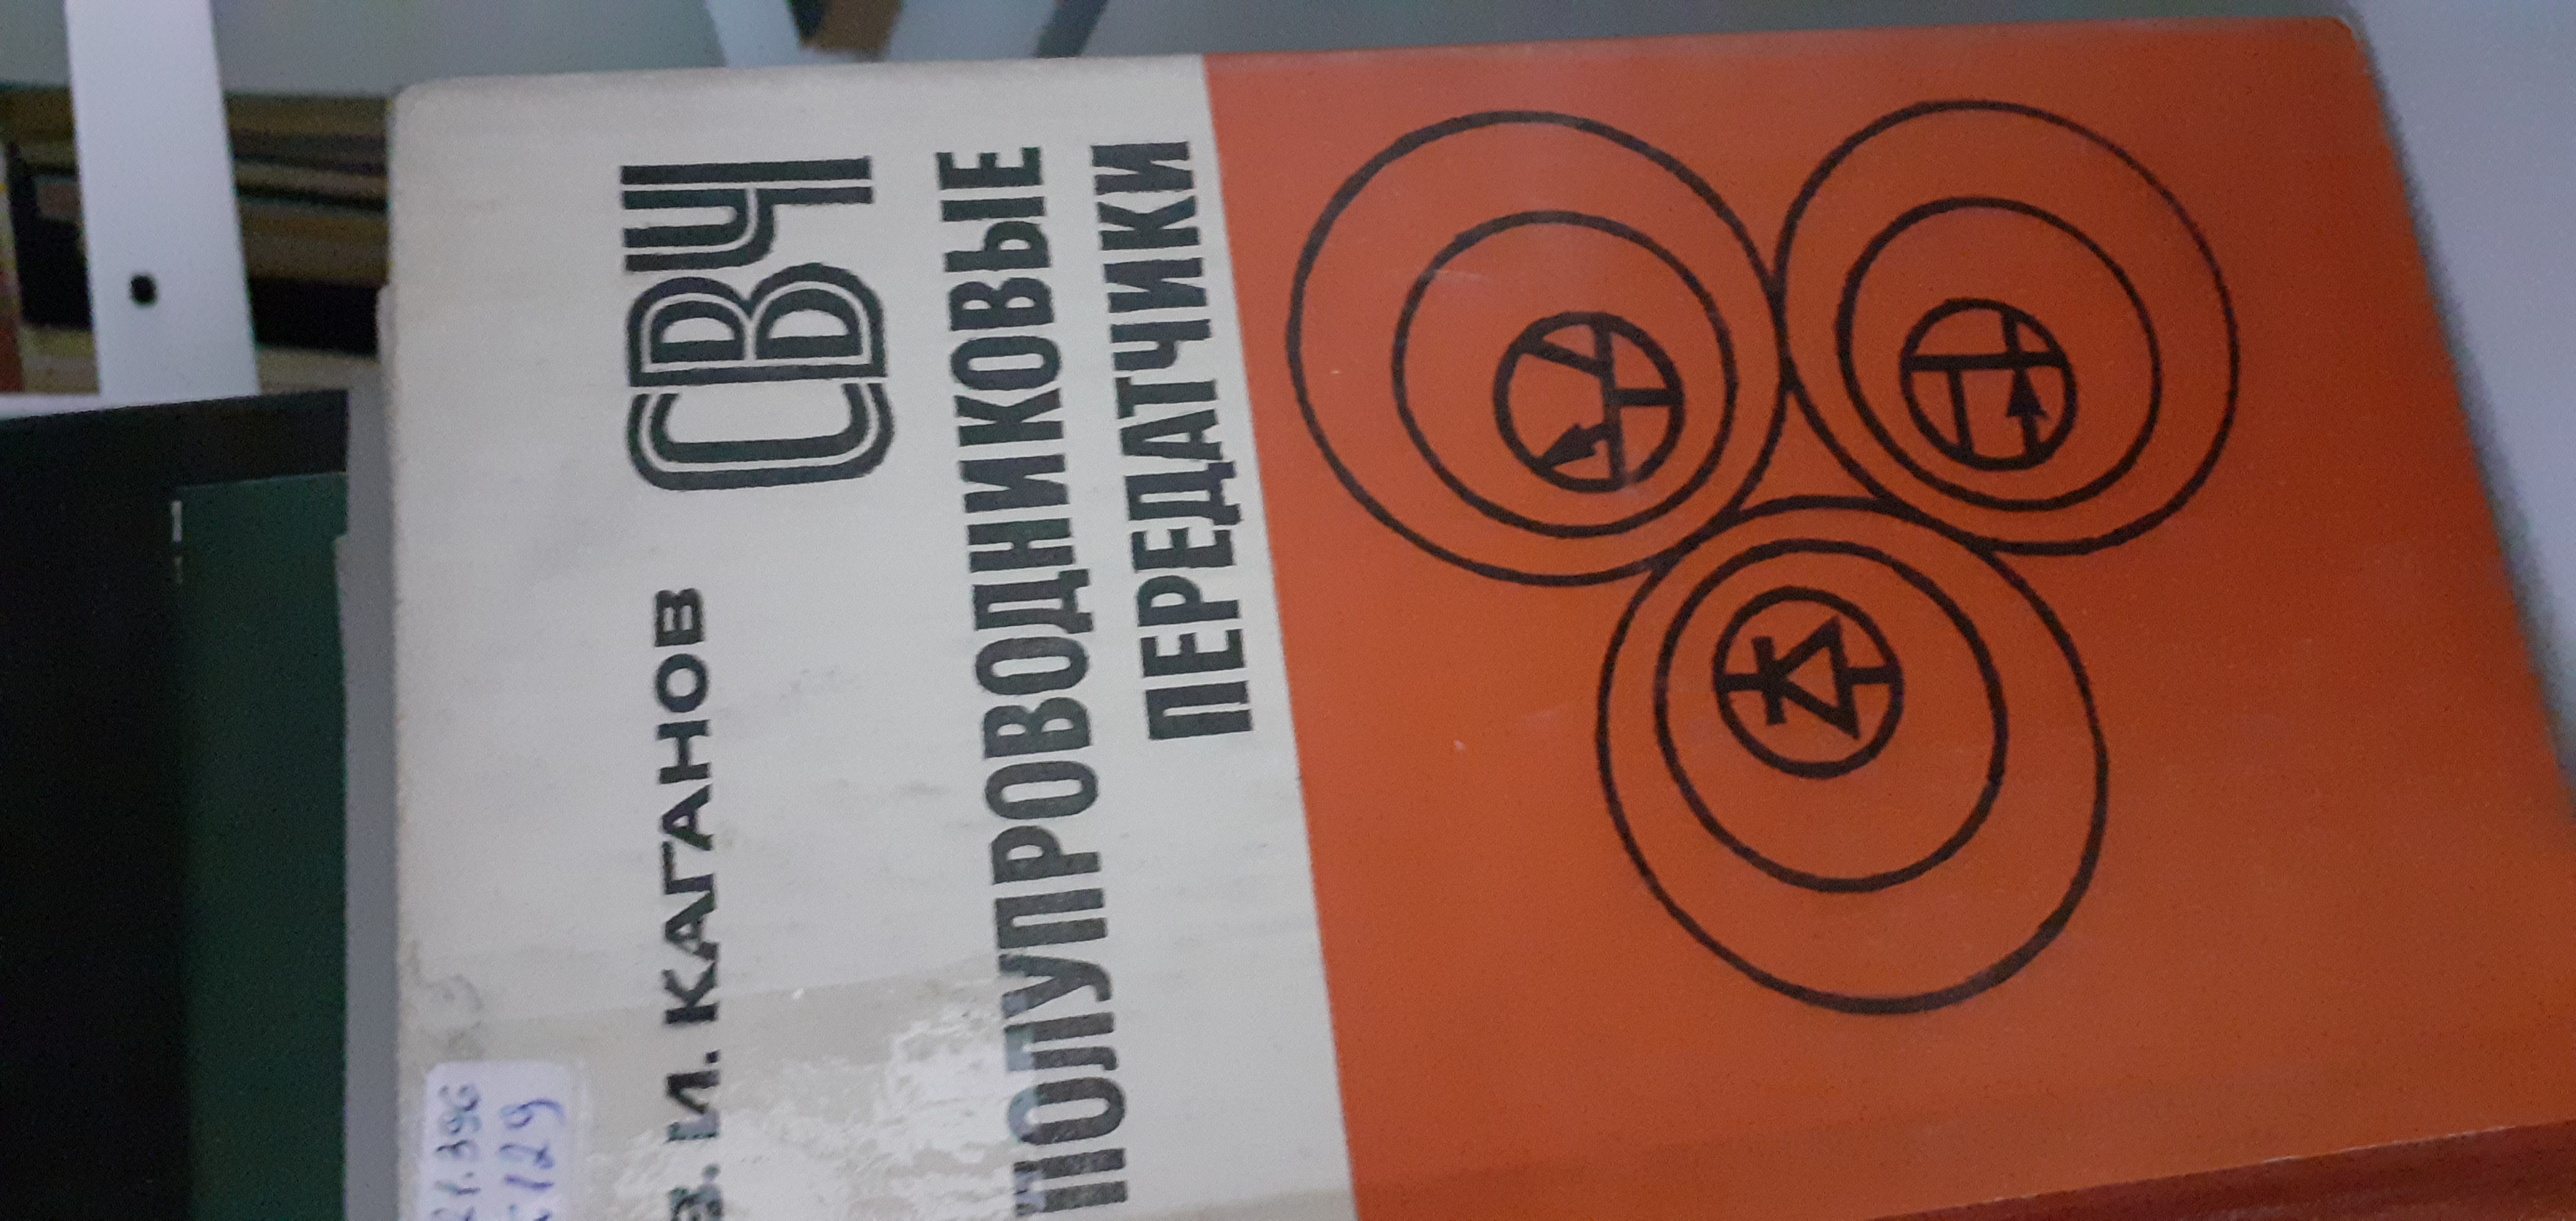 В. И. КАГАНОВ
СВЧ
ПОЛУПРОВОДНИКОВЫЕ
ПЕРЕДАТЧИКИ